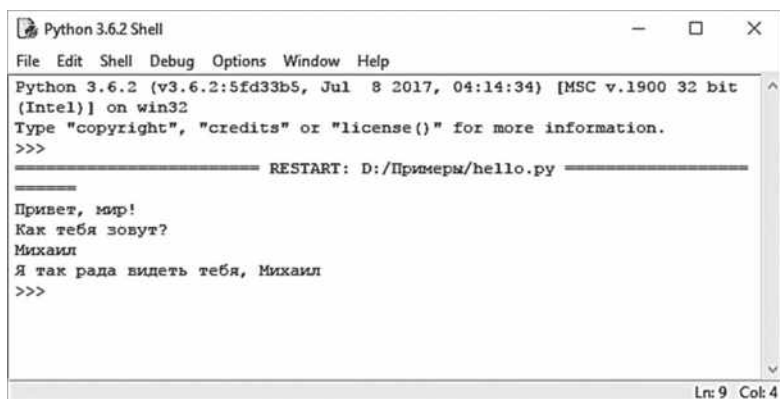 Python 3.6.2 Shell
File Edit Shell Debug Options Window Help
Python 3.6.2 (v3.6.2:5fd33b5, Jul  8 2017, 04:14:34) [MSC v.1900 32 bit
(Intel)] on win32
Type "copyright", "credits" or "license()" for more information.
>>>
========================== RESTART: D:/Примеры/hello.py ===================
======
Привет, мир!
Как тебя зовут?
Михаил
Я так рада видеть тебя, Михаил
>>>
Ln: 9 Col: 4